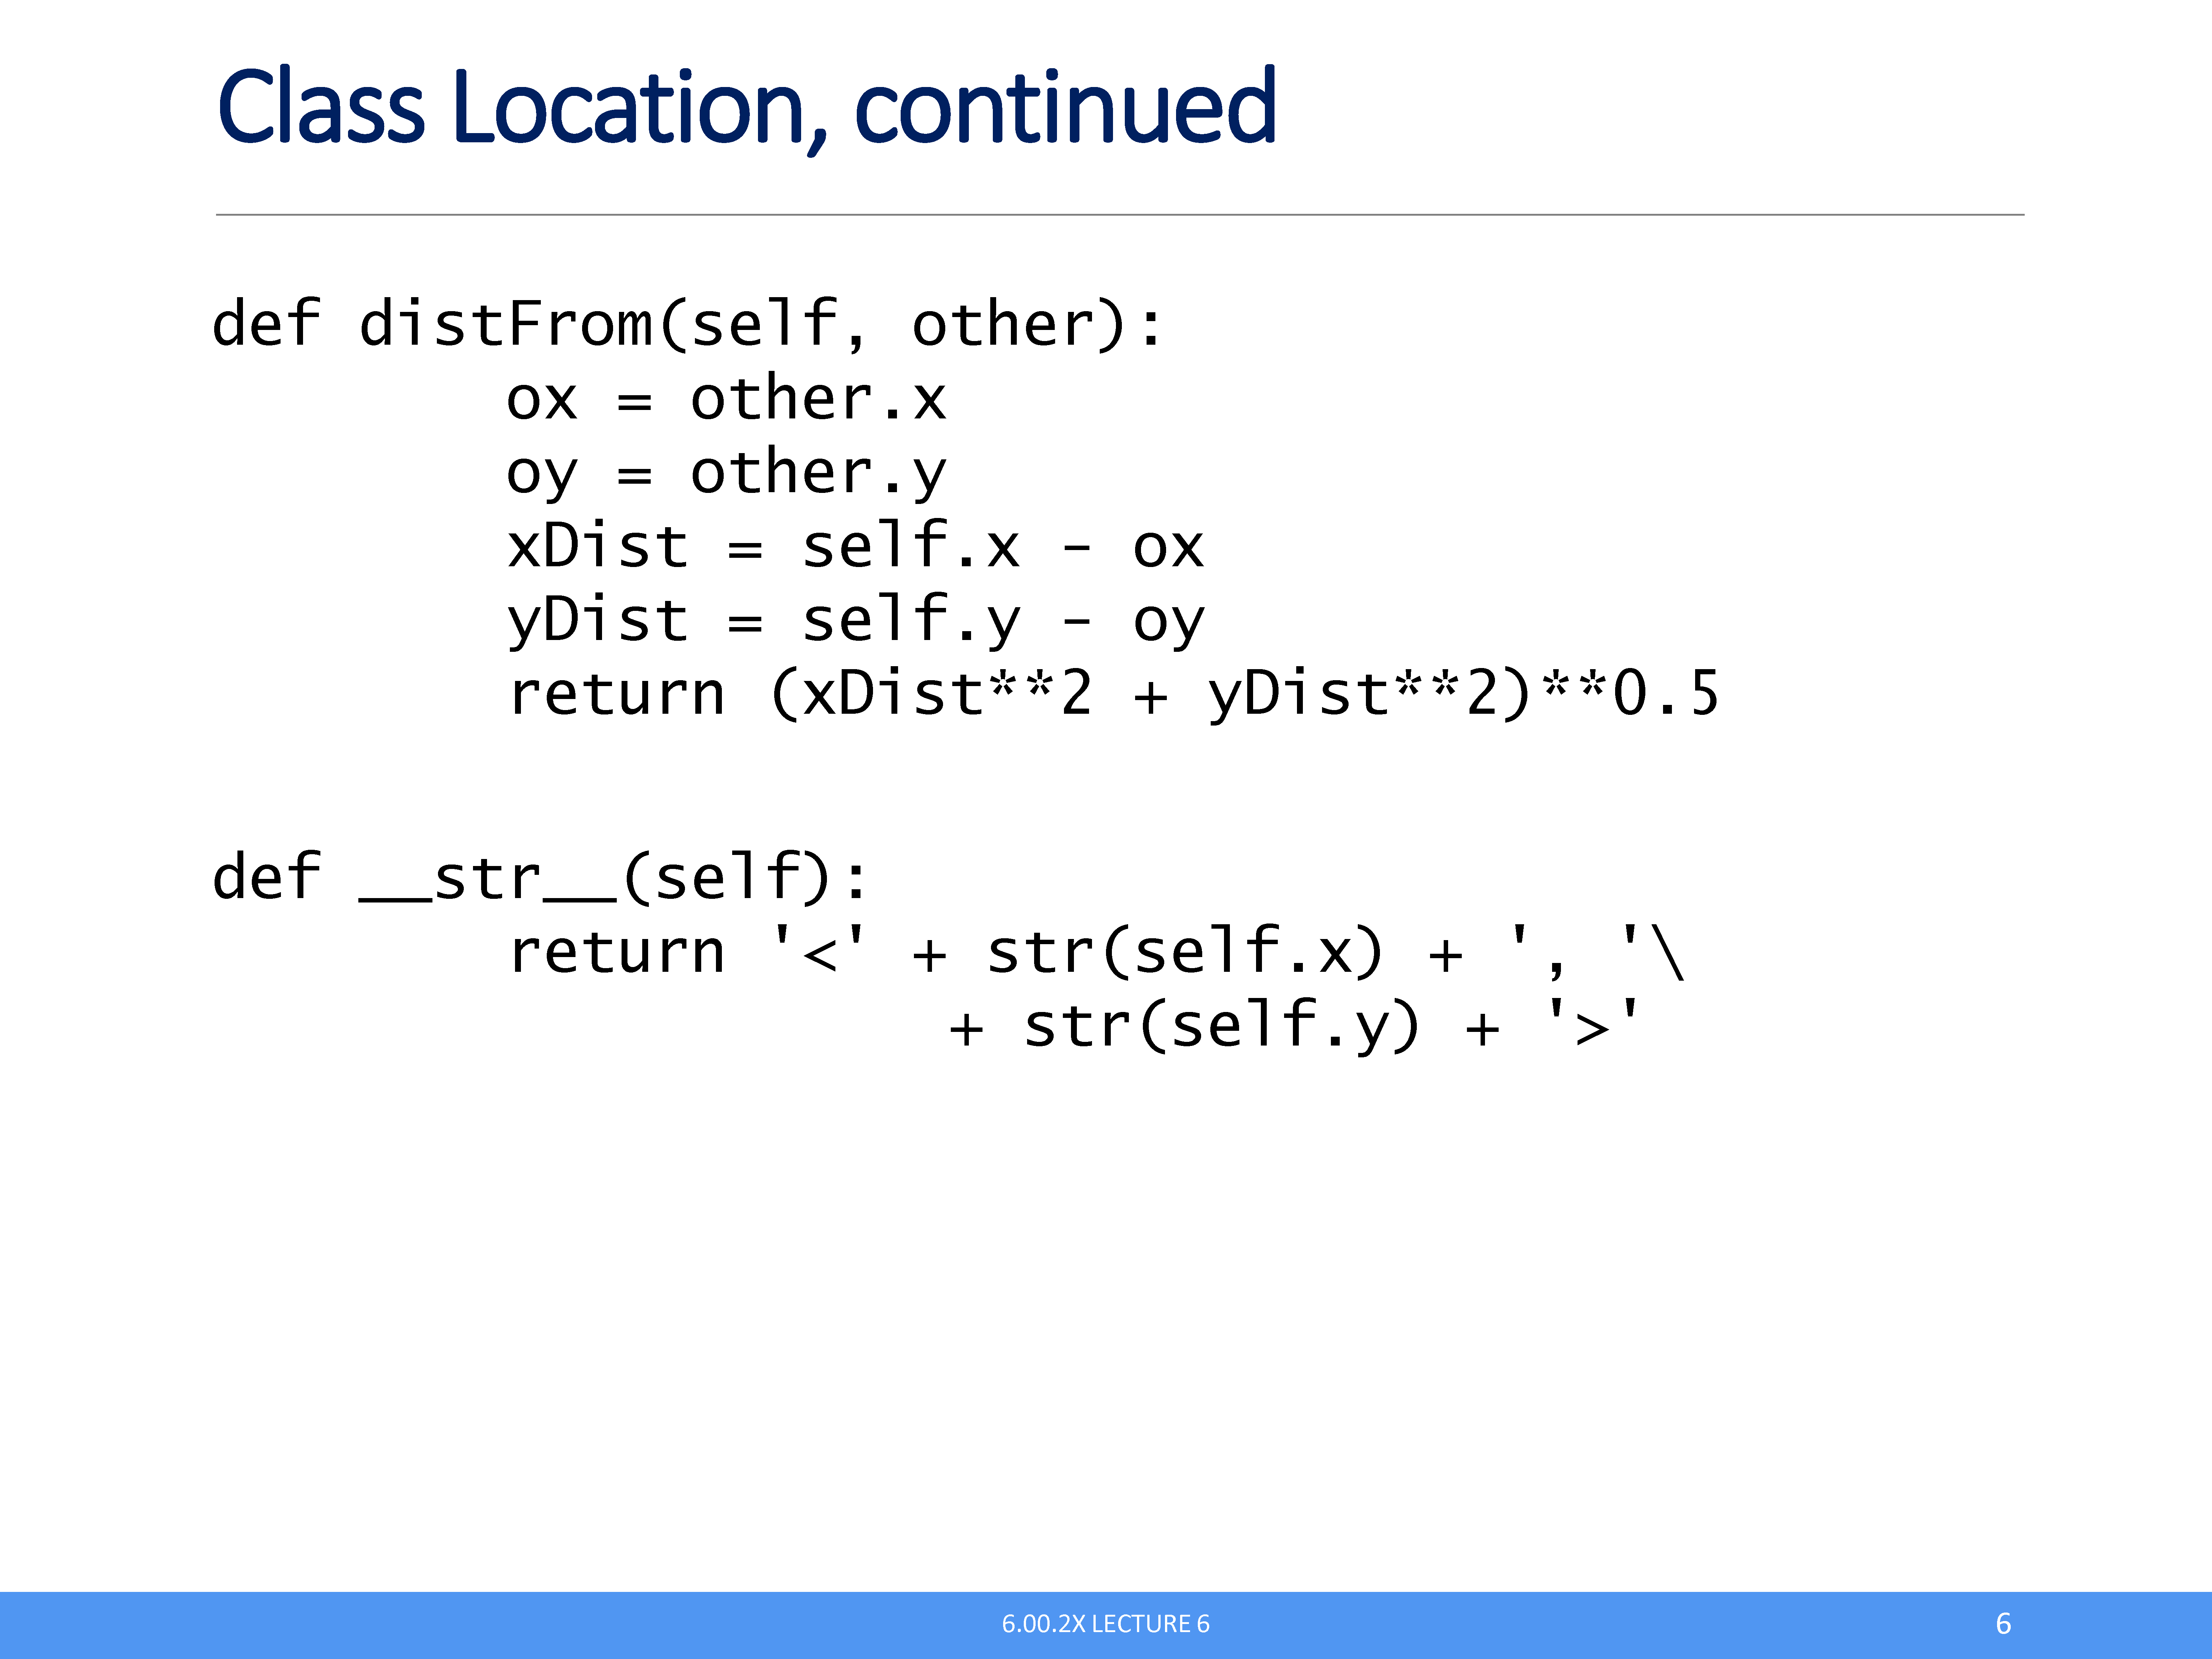 Class Location, continued
def distFrom(self, other):
        ox = other.x
        oy = other.y
        xDist = self.x - ox
        yDist = self.y - oy
        return (xDist**2 + yDist**2)**0.5
def __str__(self):
        return '<' + str(self.x) + ', '\
                    + str(self.y) + '>'
6.00.2X LECTURE 6
6